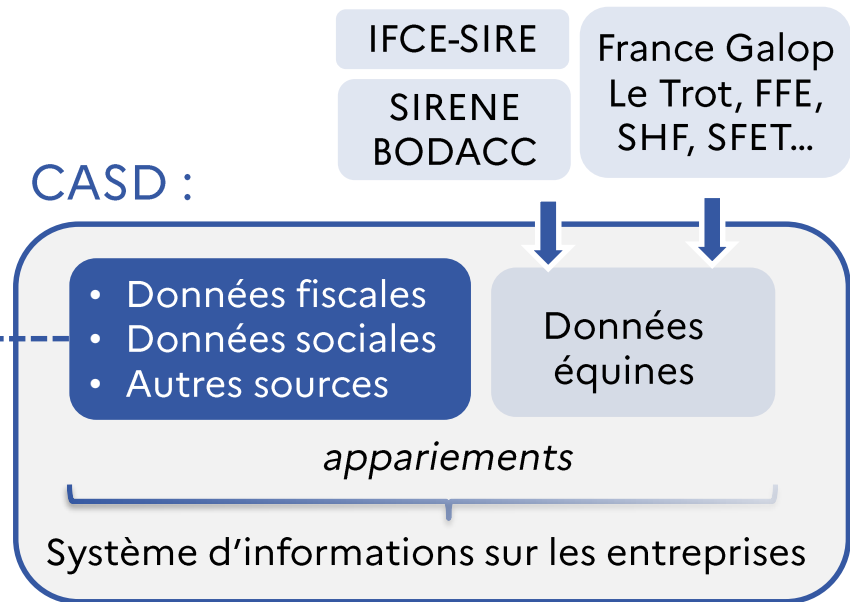 IFCE-SIRE
SIRENE
BODACC
France Galop
Le Trot, FFE,
SHF, SFET...
CASD :
• Données fiscales
• Données sociales
• Autres sources
Données
équines
appariements
Système d’informations sur les entreprises